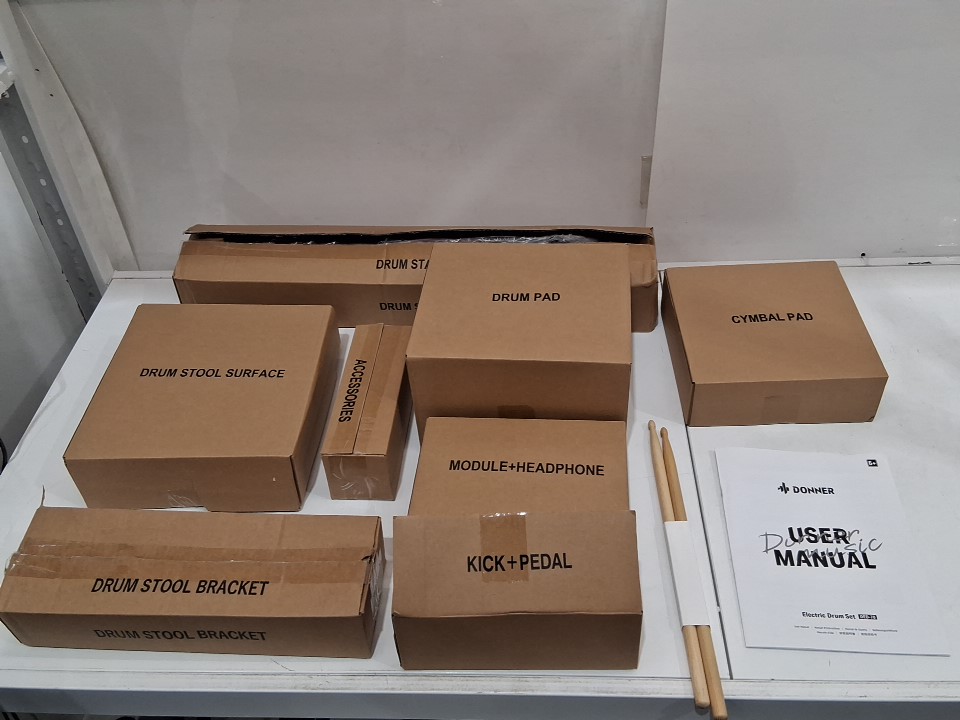 DRUM STA
DRUM S
DRUM PAD
CYMBAL PAD
DRUM STOOL SURFACE
ACCESSORIES
MODULE+HEADPHONE
KICK+PEDAL
DRUM STOOL BRACKET
DRUM STOOL BRACKET
DONNER
USER
MANUAL
Electric Drum Set